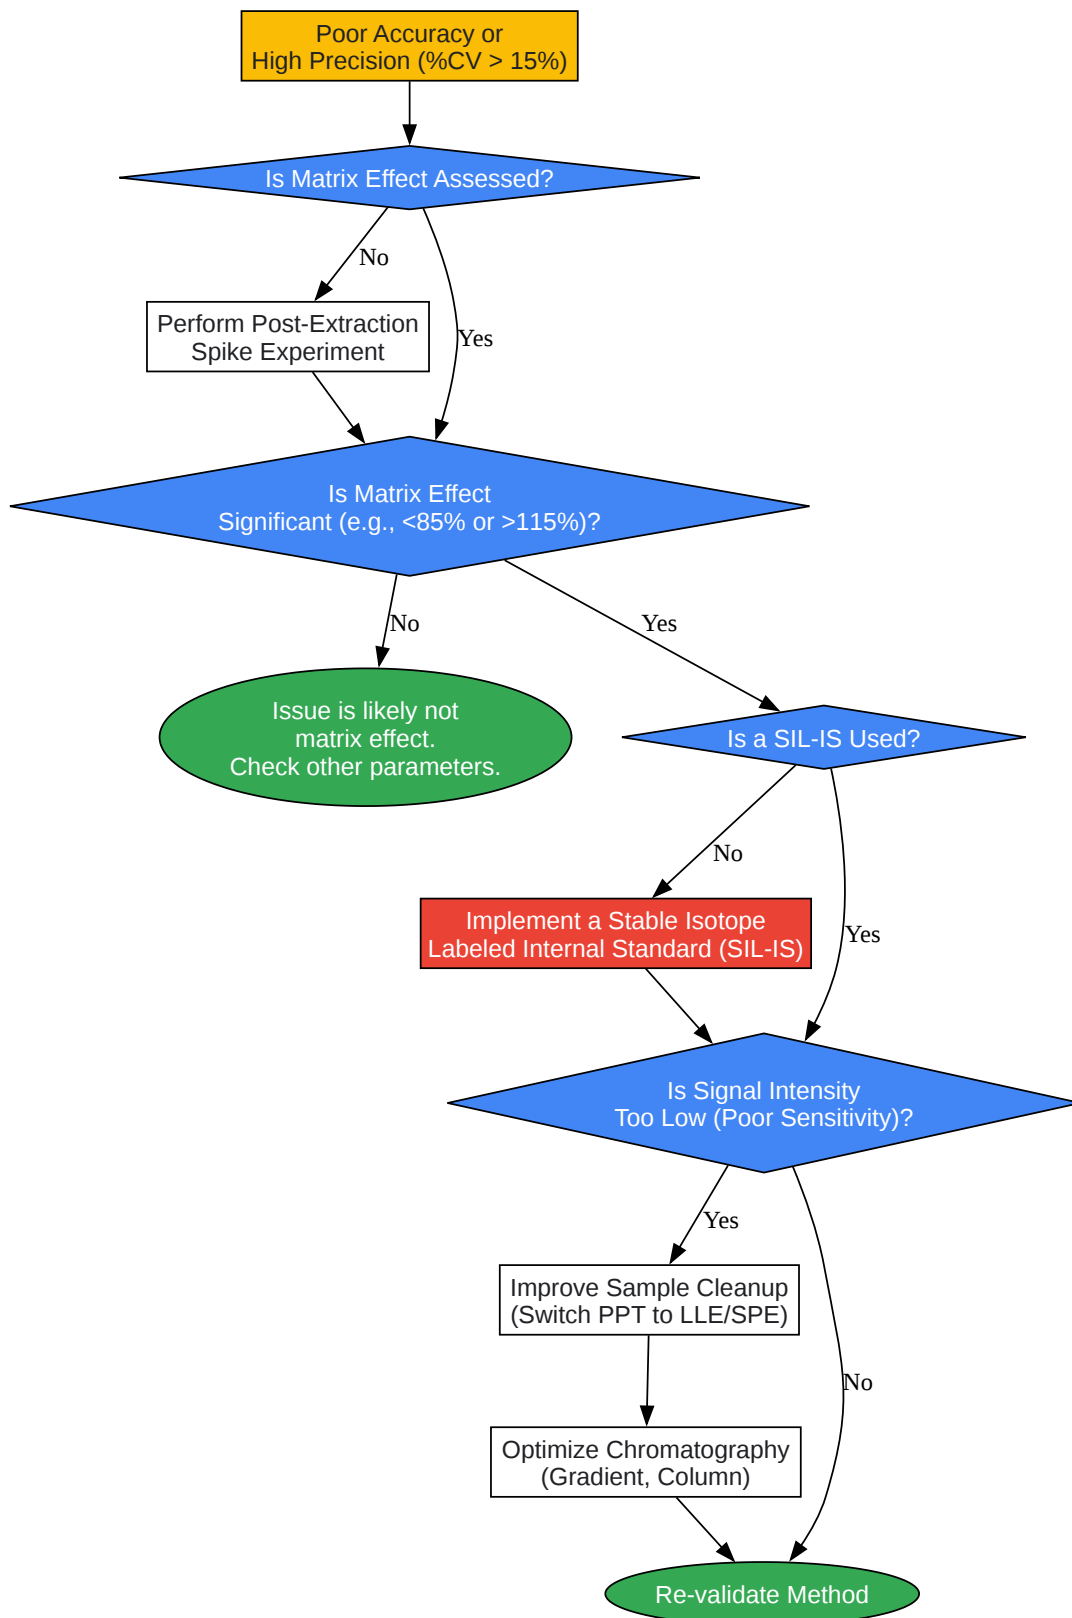 Poor Accuracy or
High Precision (%CV > 15%)
Is Matrix Effect Assessed?
No
Yes
Perform Post-Extraction
Spike Experiment
Is Matrix Effect
Significant (e.g., <85% or >115%)?
No
Yes
Issue is likely not
matrix effect.
Check other parameters.
Is a SIL-IS Used?
No
Yes
Implement a Stable Isotope
Labeled Internal Standard (SIL-IS)
Is Signal Intensity
Too Low (Poor Sensitivity)?
Yes
Improve Sample Cleanup
(Switch PPT to LLE/SPE)
No
Optimize Chromatography
(Gradient, Column)
Re-validate Method